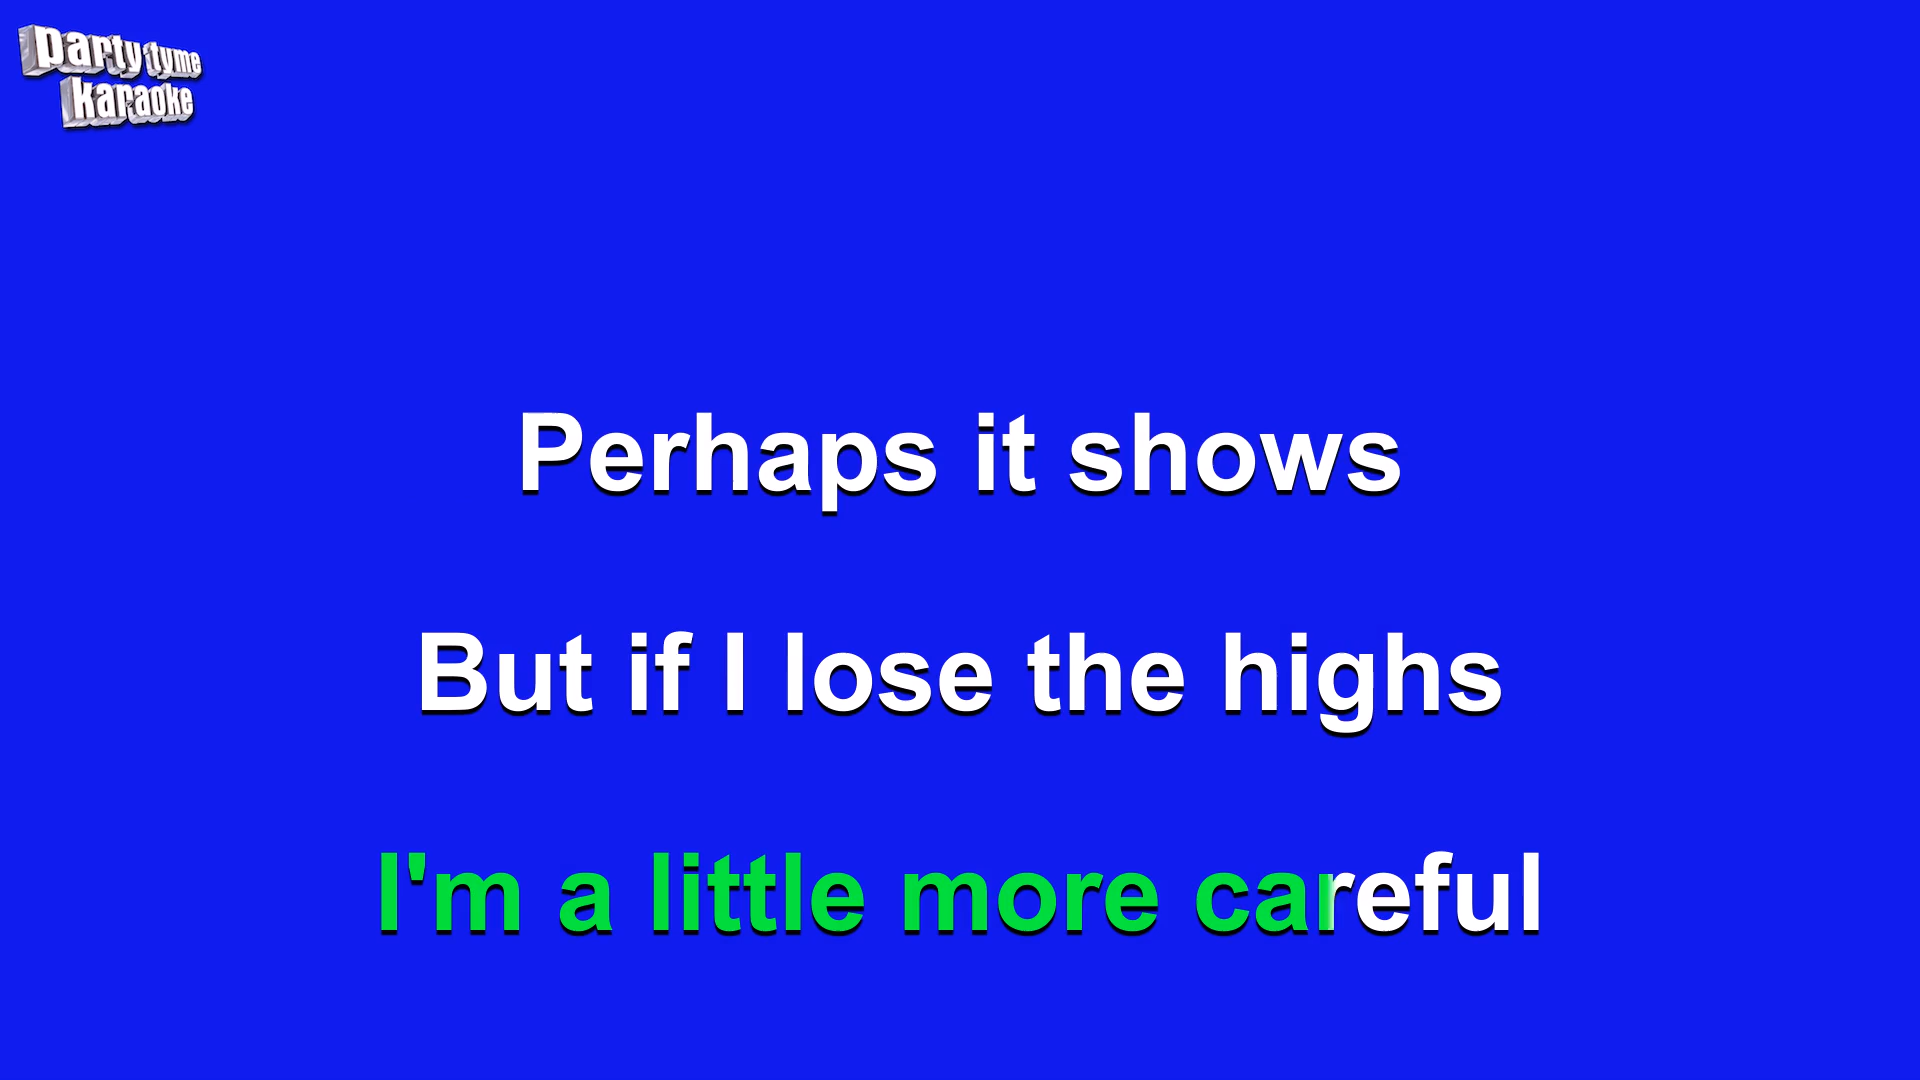 party tyme
karaoke
Perhaps it shows
But if I lose the highs
I'm a little more careful